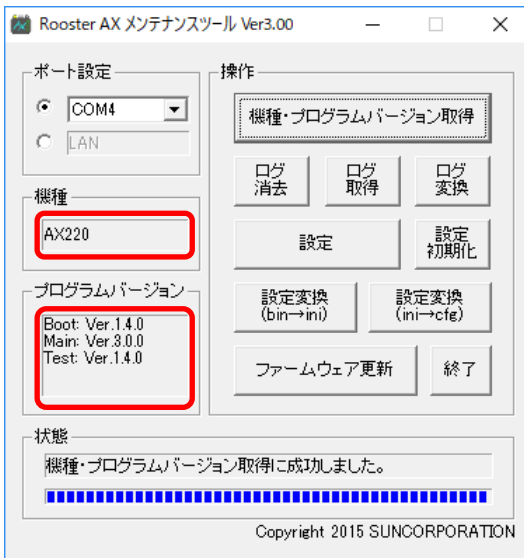 Rooster AX メンテナンスツール Ver3.00
ポート設定
COM4
LAN
機種
AX220
プログラムバージョン
Boot: Ver.1.4.0
Main: Ver.3.0.0
Test: Ver.1.4.0
操作
機種・プログラムバージョン取得
ログ
消去
ログ
取得
ログ
変換
設定
設定
初期化
設定変換
(bin→ini)
設定変換
(ini→cfg)
ファームウェア更新
終了
状態
機種・プログラムバージョン取得に成功しました。
Copyright 2015 SUNCORPORATION